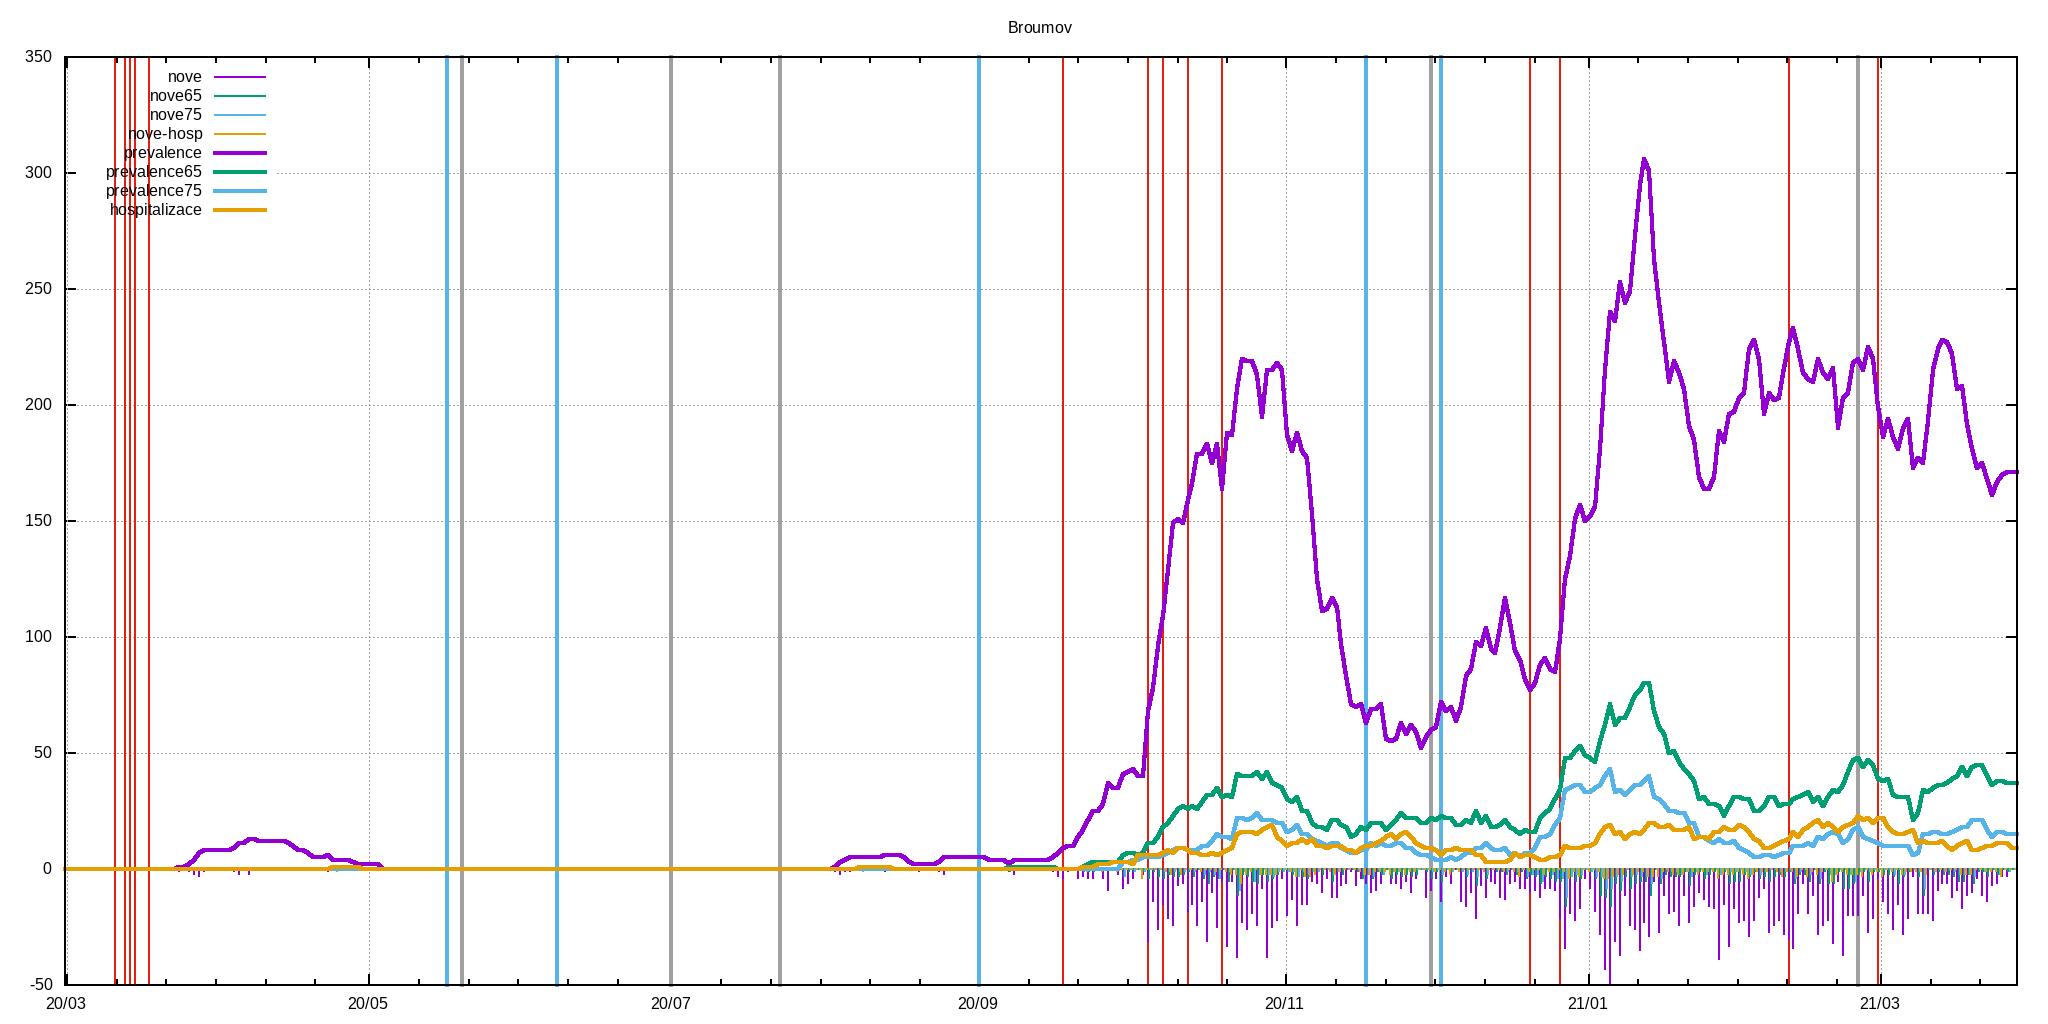 Broumov
350
nove
nove65
nove75
nove-hosp
prevalence
prevalence65
prevalence75
hospitalizace
300
250
200
150
100
50
0
-50
20/03 20/05 20/07 20/09 20/11 21/01 21/03